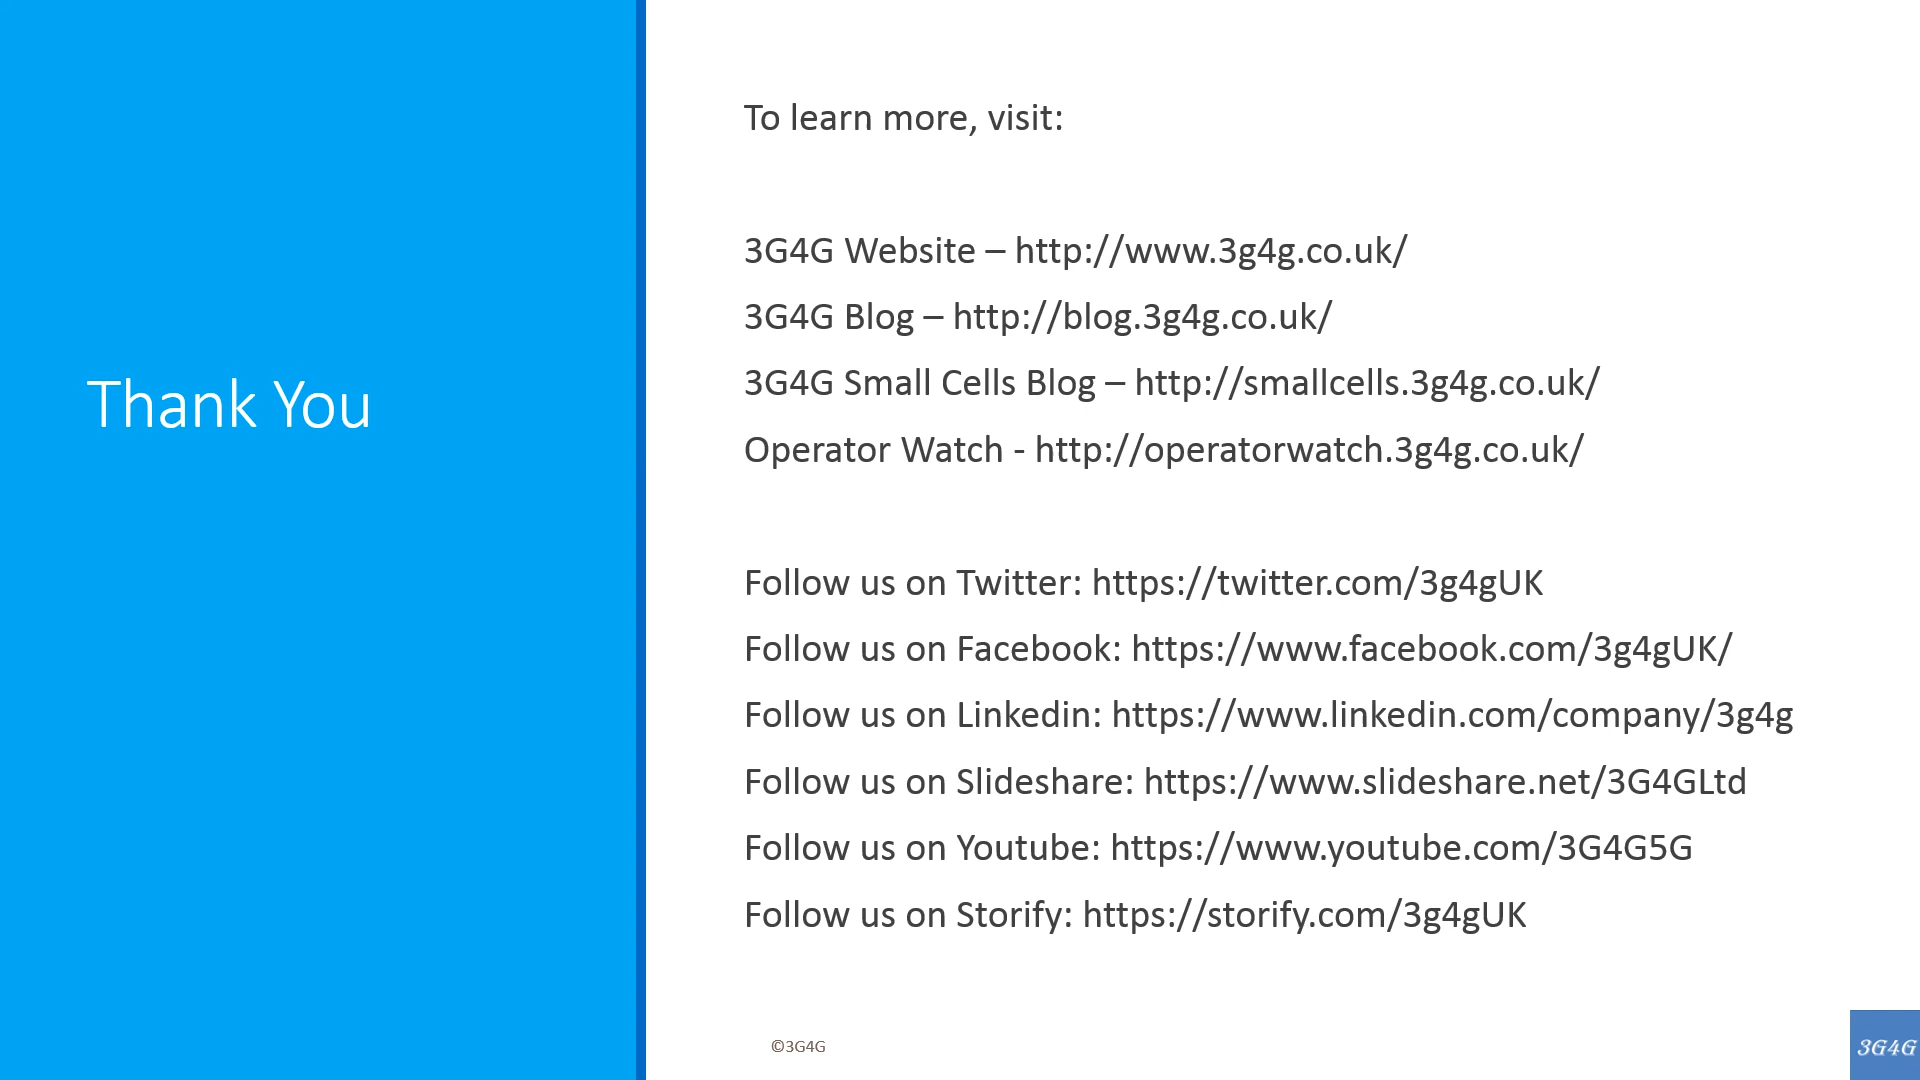 Thank You
To learn more, visit:
3G4G Website – http://www.3g4g.co.uk/
3G4G Blog – http://blog.3g4g.co.uk/
3G4G Small Cells Blog – http://smallcells.3g4g.co.uk/
Operator Watch - http://operatorwatch.3g4g.co.uk/
Follow us on Twitter: https://twitter.com/3g4gUK
Follow us on Facebook: https://www.facebook.com/3g4gUK/
Follow us on Linkedin: https://www.linkedin.com/company/3g4g
Follow us on Slideshare: https://www.slideshare.net/3G4GLtd
Follow us on Youtube: https://www.youtube.com/3G4G5G
Follow us on Storify: https://storify.com/3g4gUK
©3G4G
3G4G